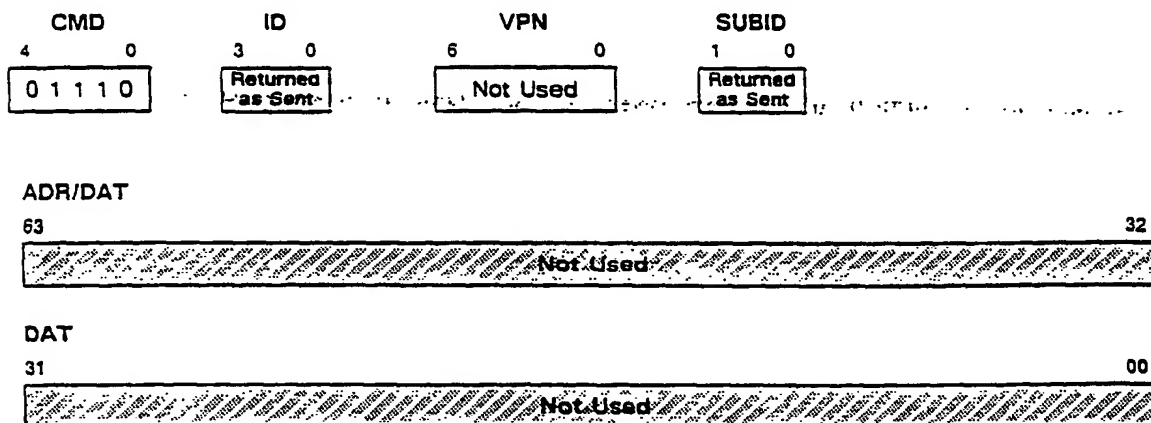 CMD ID VPN SUBID
4 0 3 0 6 0 1 0
0 1 1 1 0 Returned as Sent Not Used Returned as Sent
ADR/DAT
63 32
Not Used
DAT
31 00
Not Used